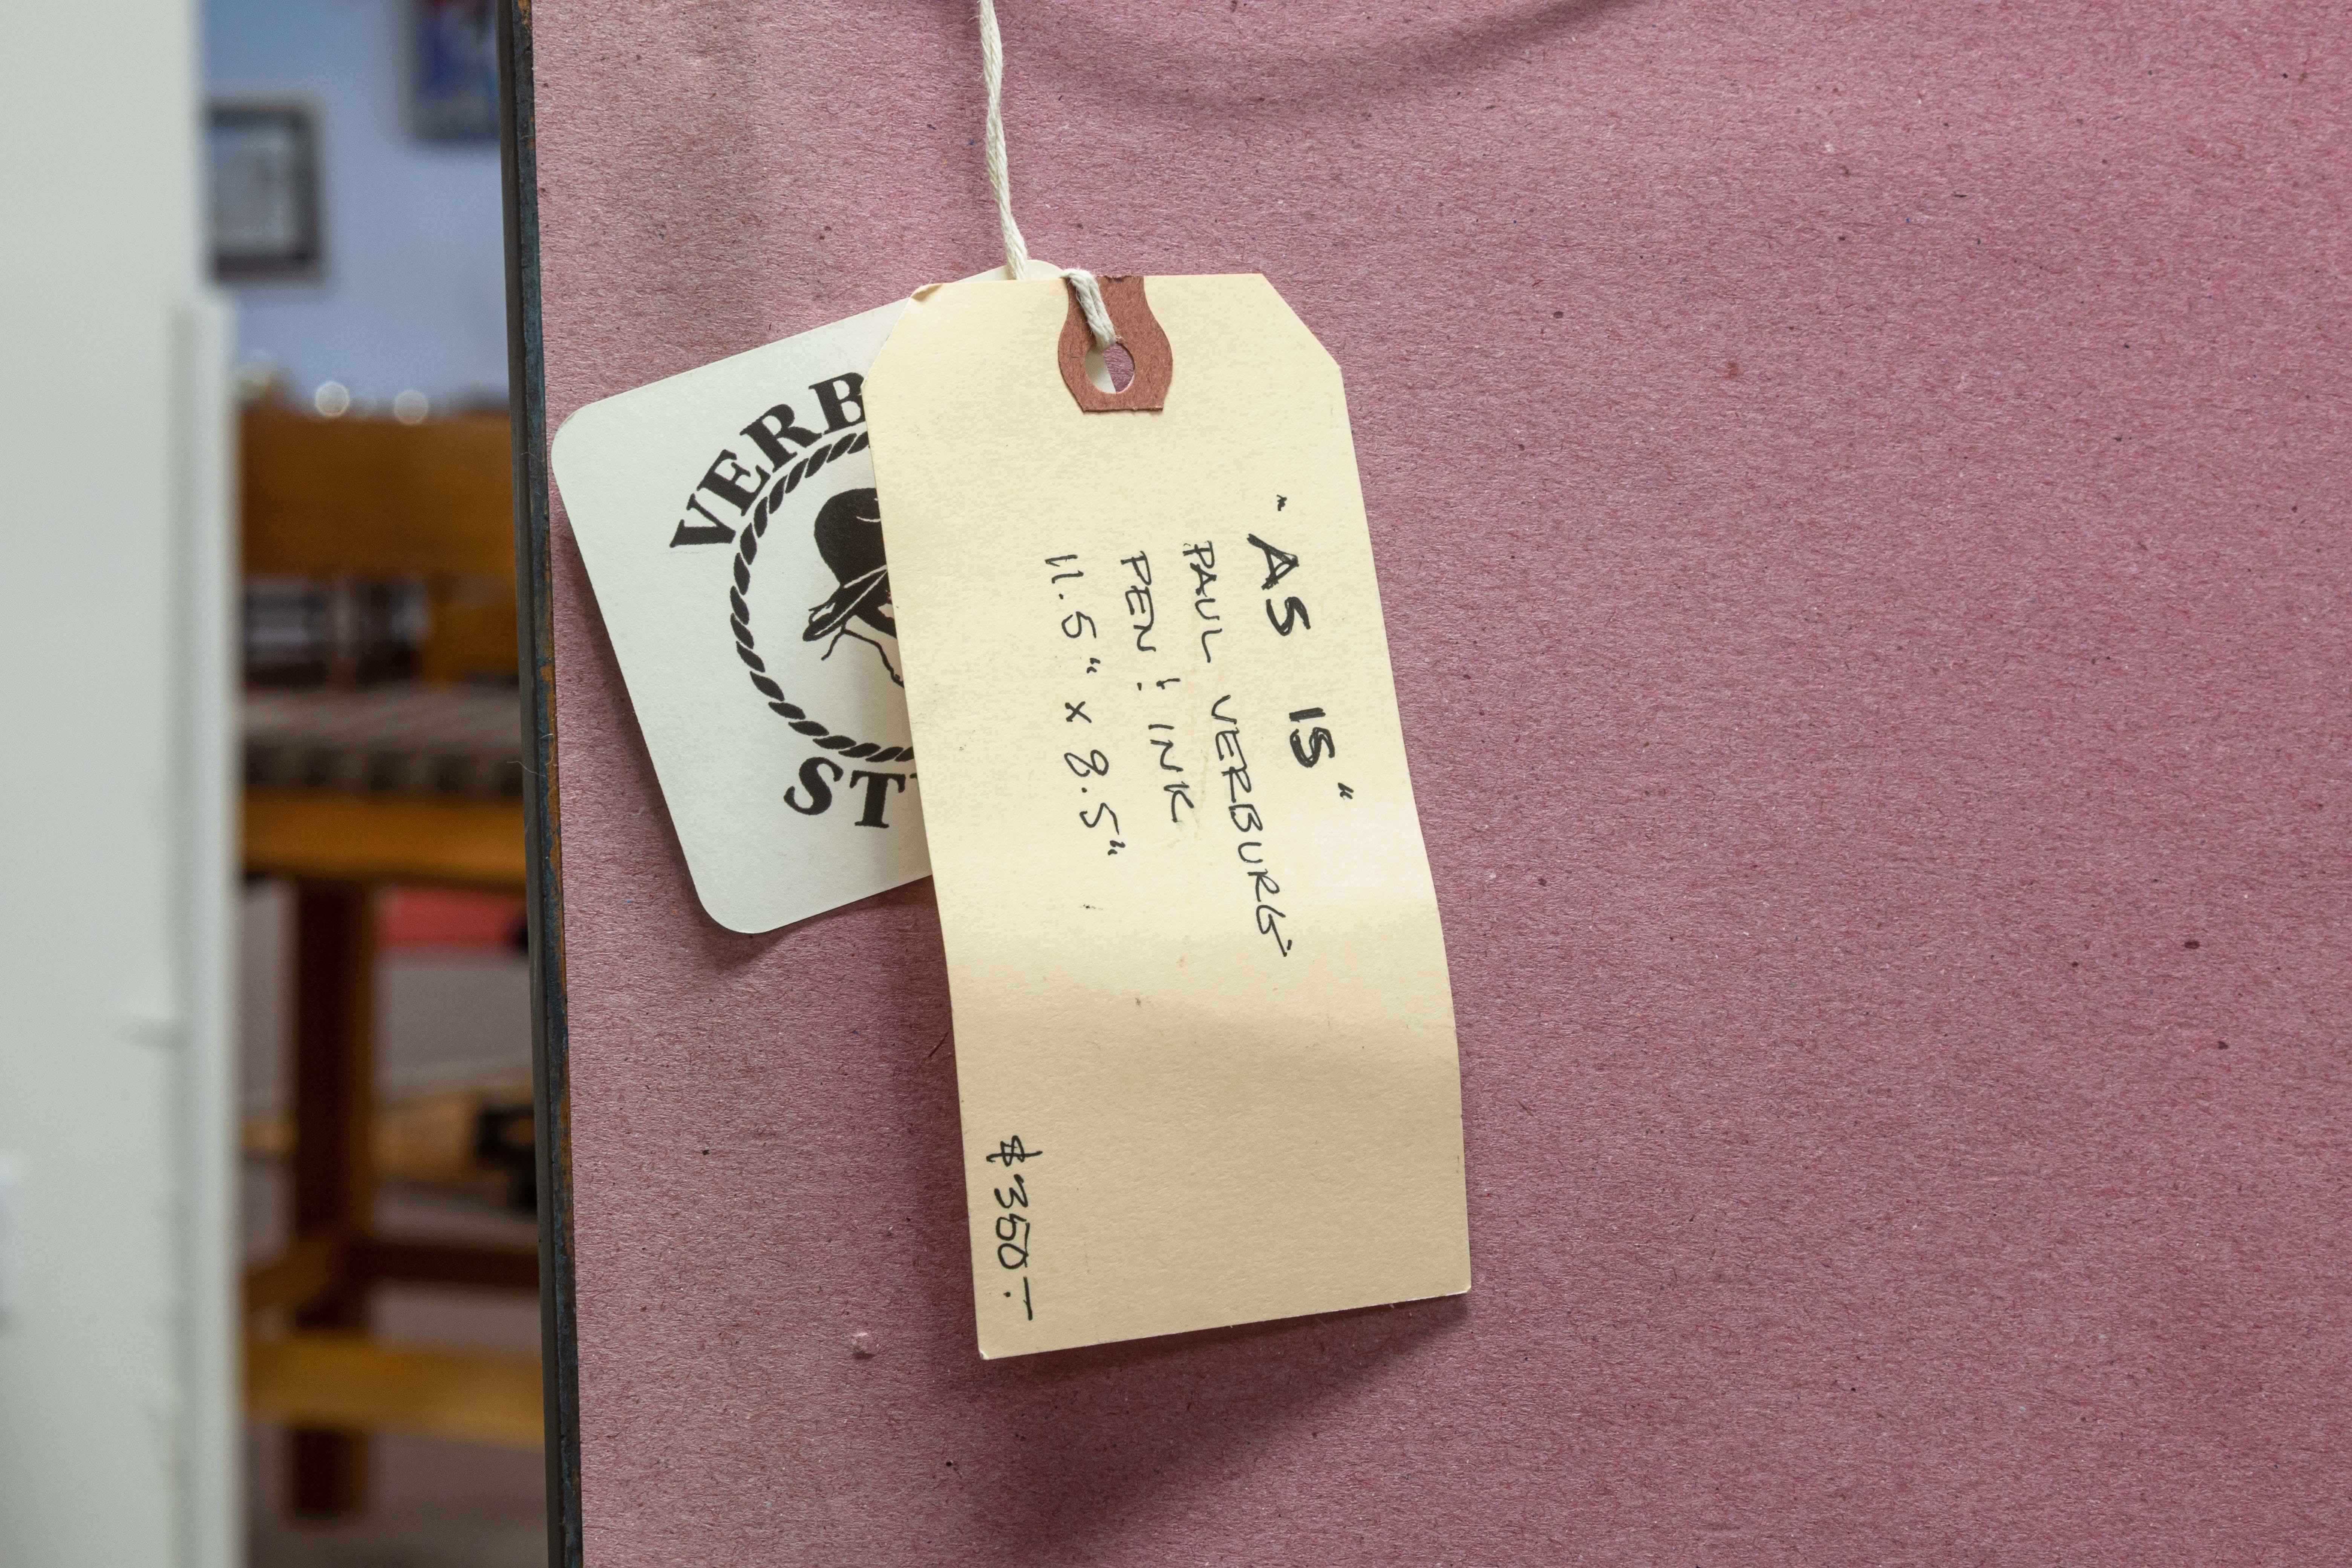 VERB
ST
"AS IS"
PAUL VERBURG
PEN & INK
11.5" x 8.5"
$350.-